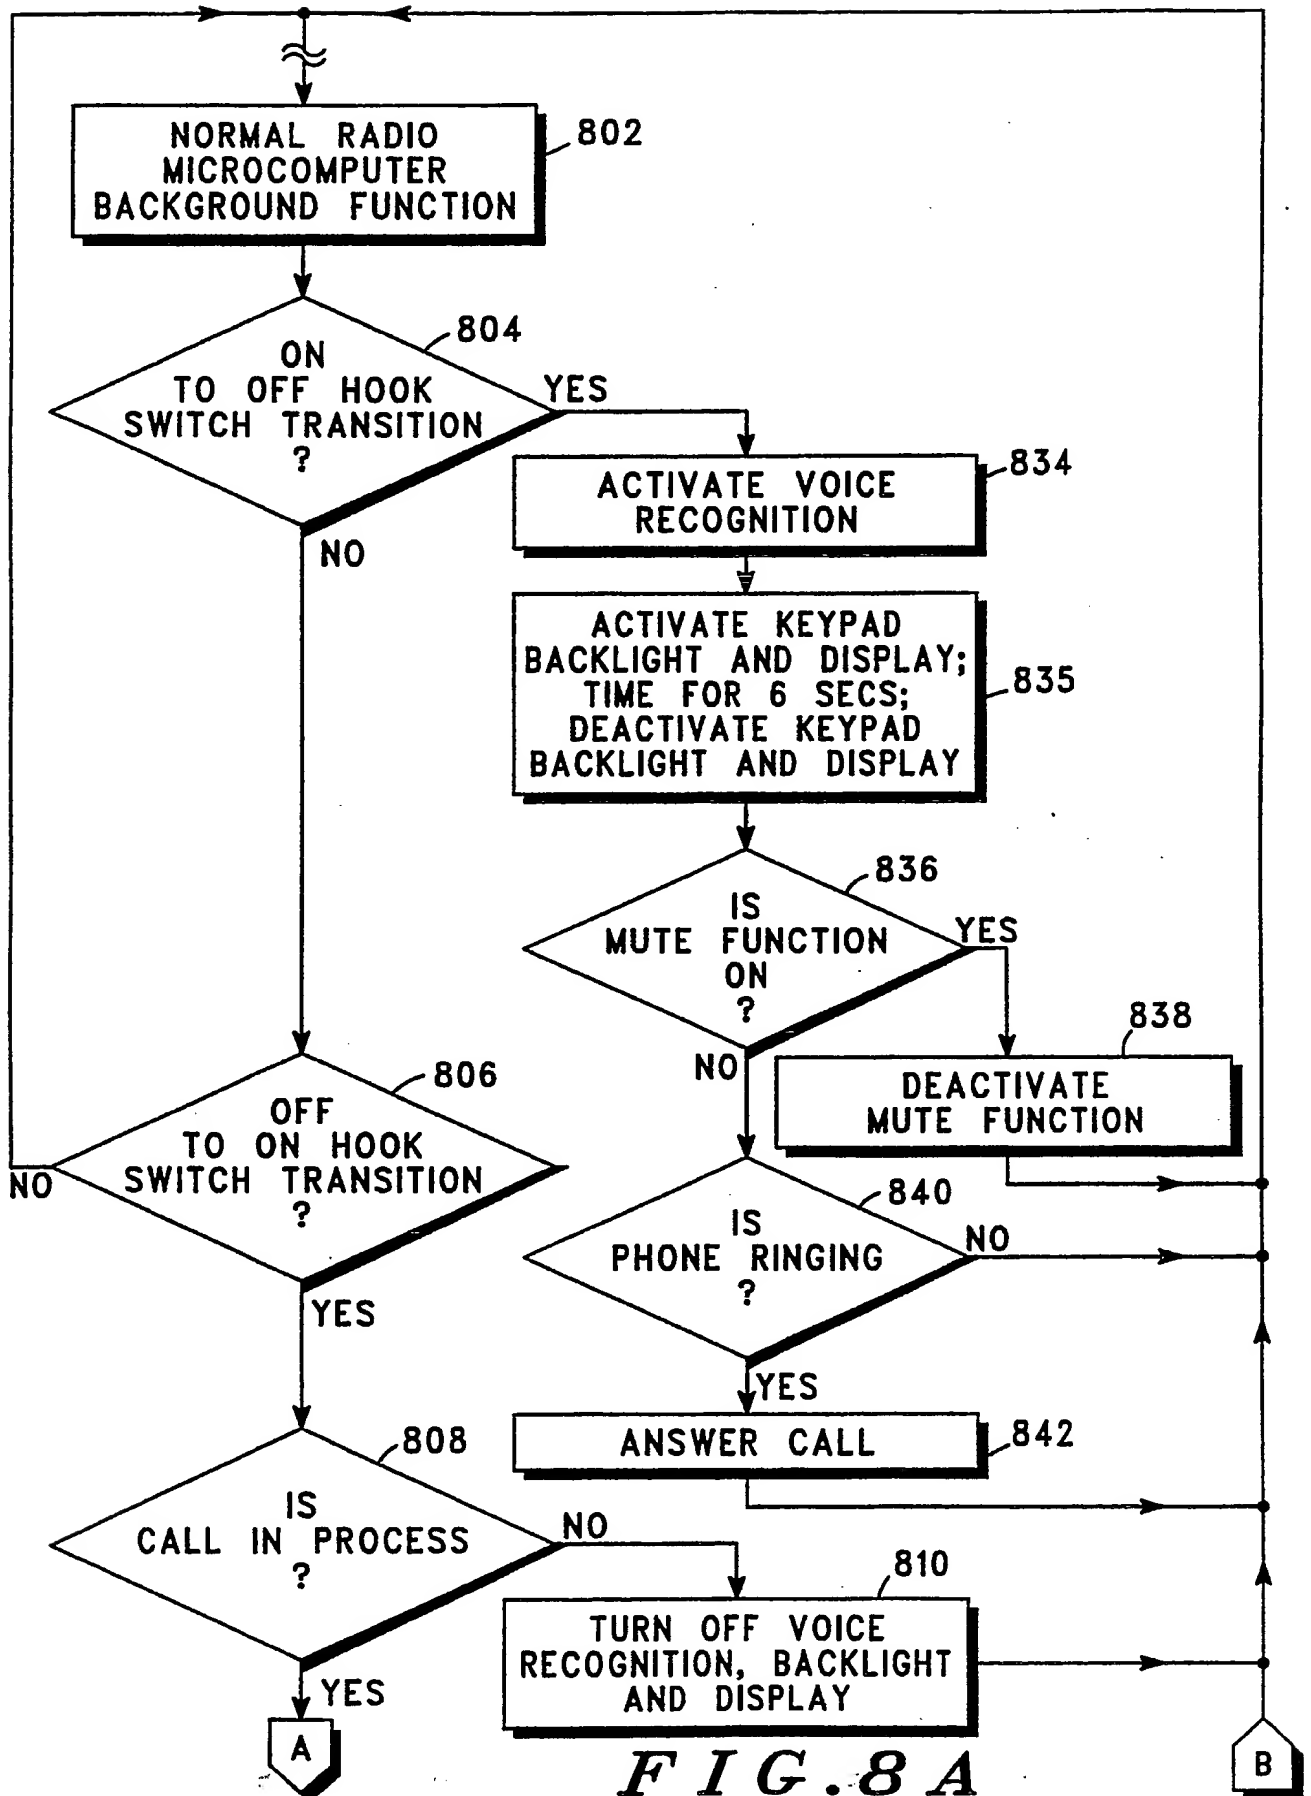 NORMAL RADIO
MICROCOMPUTER
BACKGROUND FUNCTION
802
804
ON
TO OFF HOOK
SWITCH TRANSITION
?
YES
NO
834
ACTIVATE VOICE
RECOGNITION
ACTIVATE KEYPAD
BACKLIGHT AND DISPLAY;
TIME FOR 6 SECS;
DEACTIVATE KEYPAD
BACKLIGHT AND DISPLAY
835
836
IS
MUTE FUNCTION
ON
?
YES
NO
838
DEACTIVATE
MUTE FUNCTION
806
OFF
TO ON HOOK
SWITCH TRANSITION
?
NO
YES
840
IS
PHONE RINGING
?
NO
YES
ANSWER CALL
842
808
IS
CALL IN PROCESS
?
NO
YES
810
TURN OFF VOICE
RECOGNITION, BACKLIGHT
AND DISPLAY
A
B
FIG.8A